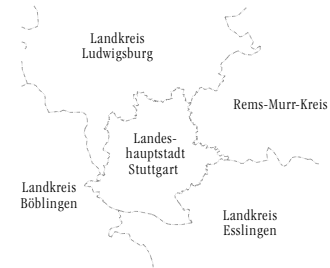 Landkreis
Ludwigsburg
Rems-Murr-Kreis
Landes-
hauptstadt
Stuttgart
Landkreis
Böblingen
Landkreis
Esslingen